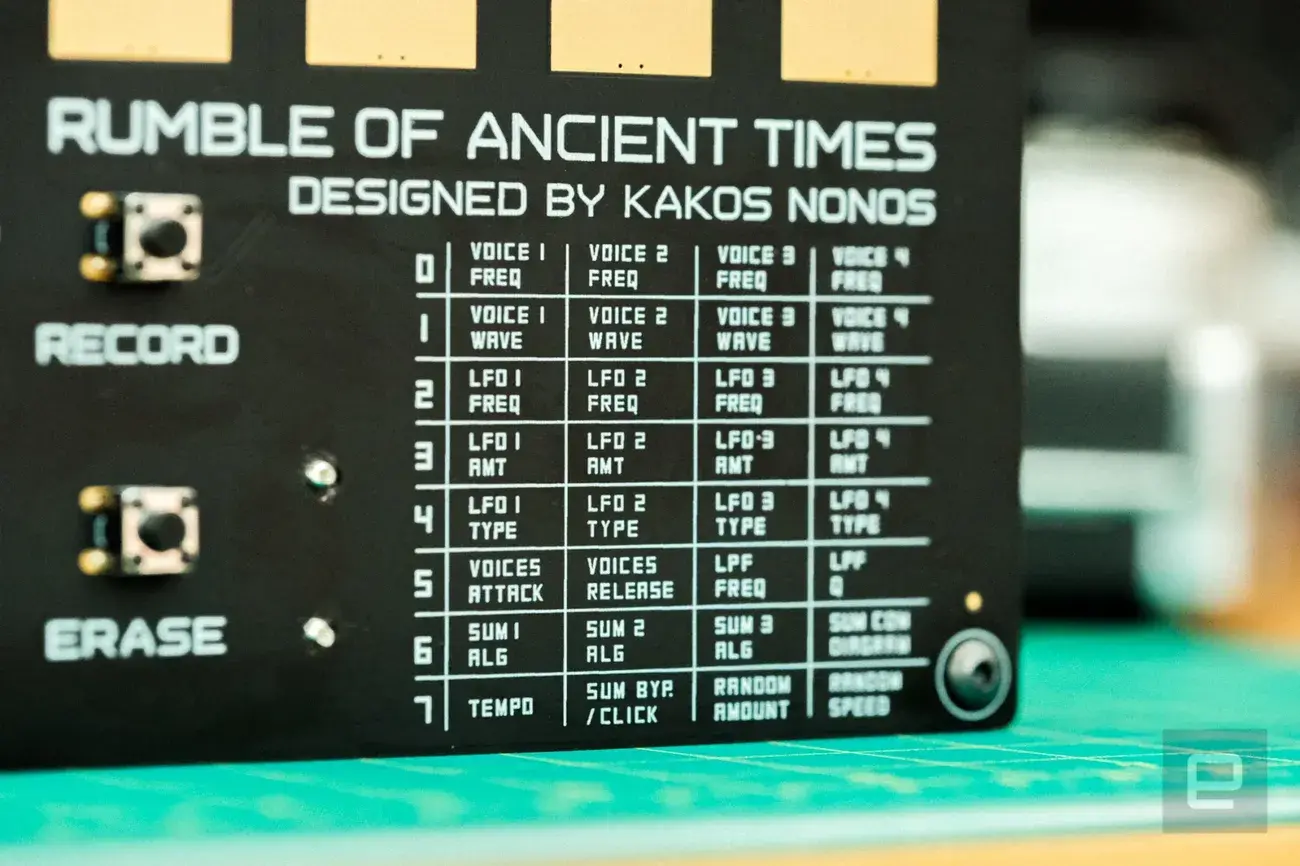 RUMBLE OF ANCIENT TIMES
DESIGNED BY KAKOS NONOS
RECORD
ERASE
0 VOICE 1 FREQ VOICE 2 FREQ VOICE 3 FREQ VOICE 4 FREQ
1 VOICE 1 WAVE VOICE 2 WAVE VOICE 3 WAVE VOICE 4 WAVE
2 LFO 1 FREQ LFO 2 FREQ LFO 3 FREQ LFO 4 FREQ
3 LFO 1 AMT LFO 2 AMT LFO 3 AMT LFO 4 AMT
4 LFO 1 TYPE LFO 2 TYPE LFO 3 TYPE LFO 4 TYPE
5 VOICES ATTACK VOICES RELEASE LPF FREQ LPF Q
6 SUM 1 ALG SUM 2 ALG SUM 3 ALG SUM CON DIAGRAM
7 TEMPO SUM BYP. /CLICK RANDOM AMOUNT RANDOM SPEED
e